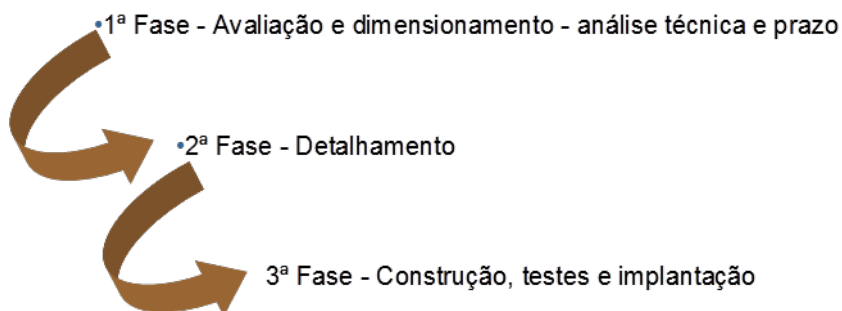 •1ª Fase - Avaliação e dimensionamento - análise técnica e prazo
•2ª Fase - Detalhamento
3ª Fase - Construção, testes e implantação